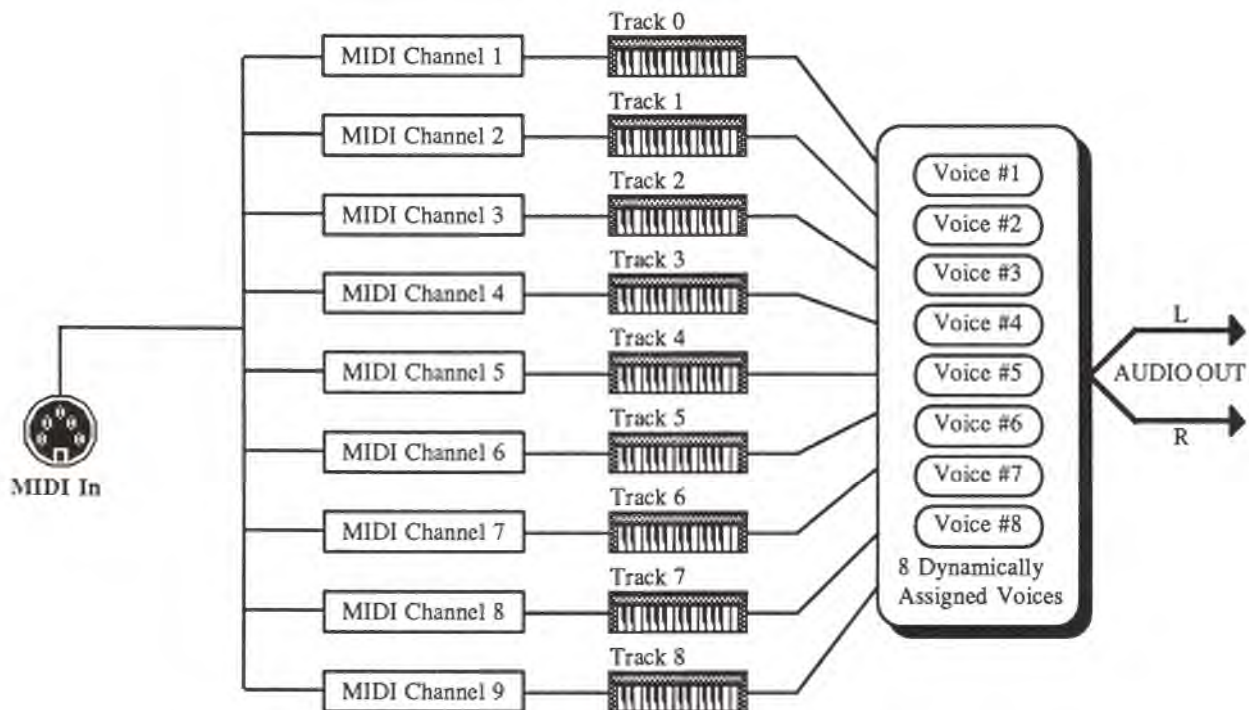 Track 0
MIDI Channel 1
Track 1
MIDI Channel 2
Track 2
MIDI Channel 3
Track 3
MIDI Channel 4
Track 4
MIDI Channel 5
Track 5
MIDI Channel 6
Track 6
MIDI Channel 7
Track 7
MIDI Channel 8
Track 8
MIDI Channel 9
MIDI In
Voice #1
Voice #2
Voice #3
Voice #4
Voice #5
Voice #6
Voice #7
Voice #8
8 Dynamically
Assigned Voices
L
AUDIO OUT
R